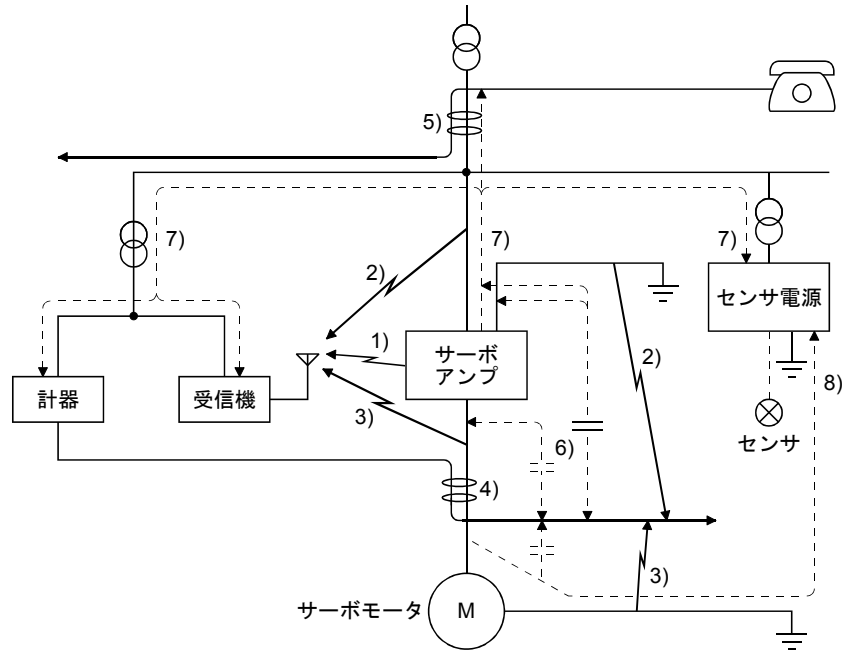 5)
7)
7)
7)
2)
センサ電源
1)
サーボ
アンプ
2)
8)
計器
受信機
3)
6)
センサ
4)
3)
サーボモータ
M